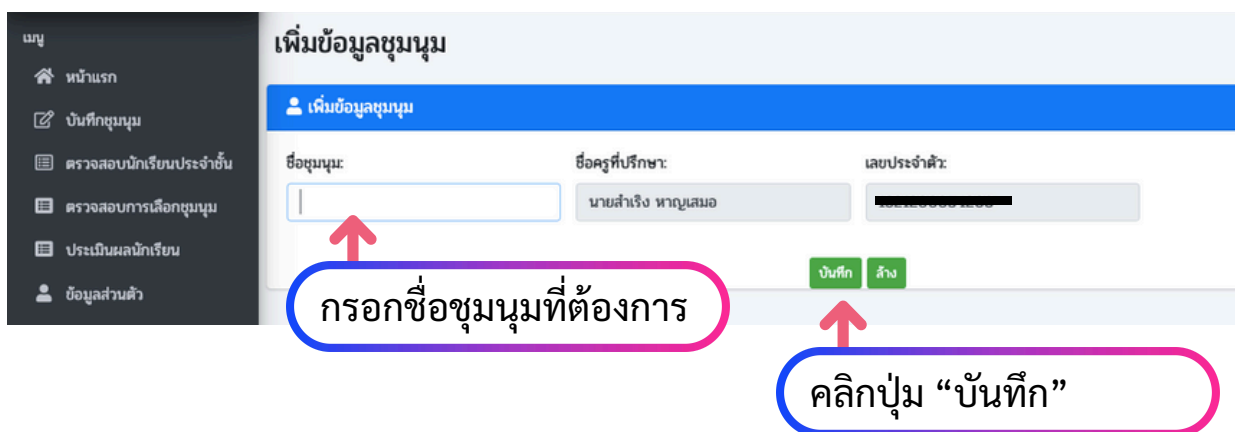 เมนู
หน้าแรก
บันทึกชุมนุม
ตรวจสอบนักเรียนประจำชั้น
ตรวจสอบการเลือกชุมนุม
ประเมินผลนักเรียน
ข้อมูลส่วนตัว
เพิ่มข้อมูลชุมนุม
เพิ่มข้อมูลชุมนุม
ชื่อชุมนุม: ชื่อครูที่ปรึกษา: เลขประจำตัว:
นายสำเริง หาญเสมอ
บันทึก ล้าง
กรอกชื่อชุมนุมที่ต้องการ
คลิกปุ่ม “บันทึก”